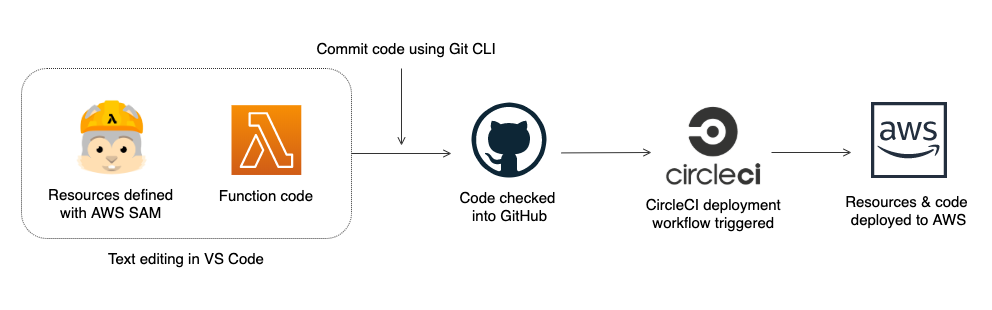 Commit code using Git CLI
λ
Resources defined
with AWS SAM
Function code
Text editing in VS Code
Code checked
into GitHub
circleci
CircleCI deployment
workflow triggered
aws
Resources & code
deployed to AWS